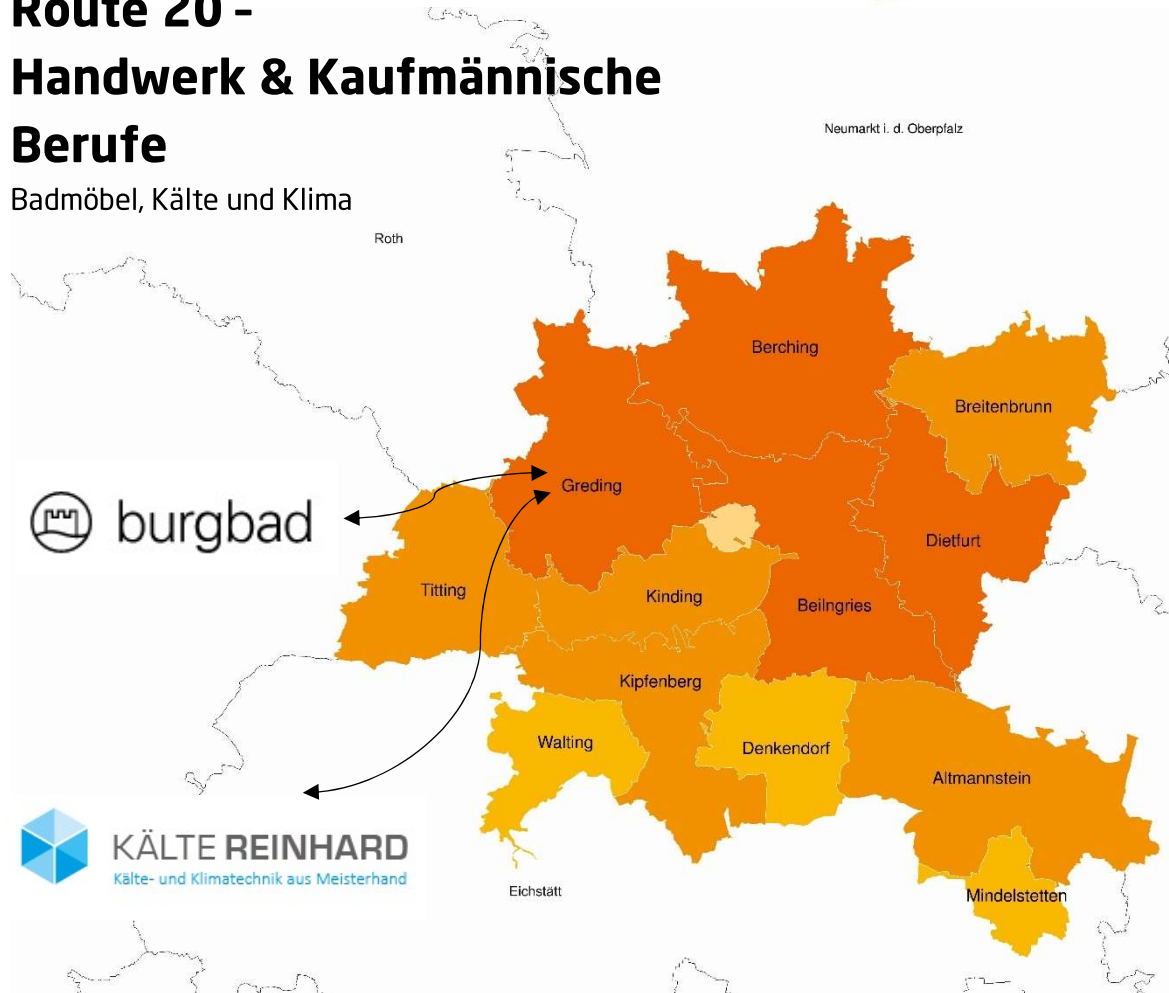 Route 20 -
Handwerk & Kaufmännische
Berufe
Badmöbel, Kälte und Klima
Neumarkt i. d. Oberpfalz
Roth
Berching
Breitenbrunn
Greding
burgbad
Dietfurt
Titting
Kinding
Beilngries
Kipfenberg
Walting
Denkendorf
Altmannstein
KÄLTE REINHARD
Kälte- und Klimatechnik aus Meisterhand
Eichstätt
Mindelstetten